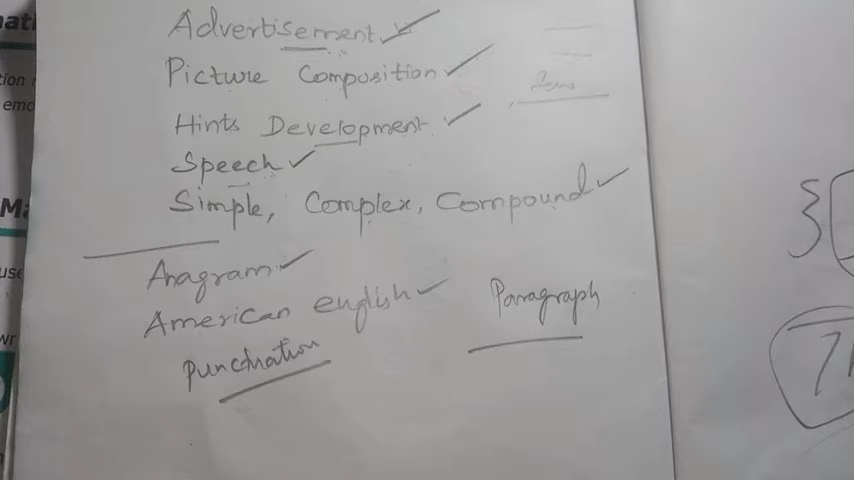 Advertisement
Picture Composition
Hints Development
Speech
Simple, Complex, Compound
Anagram
American english
Paragraph
Punctuation